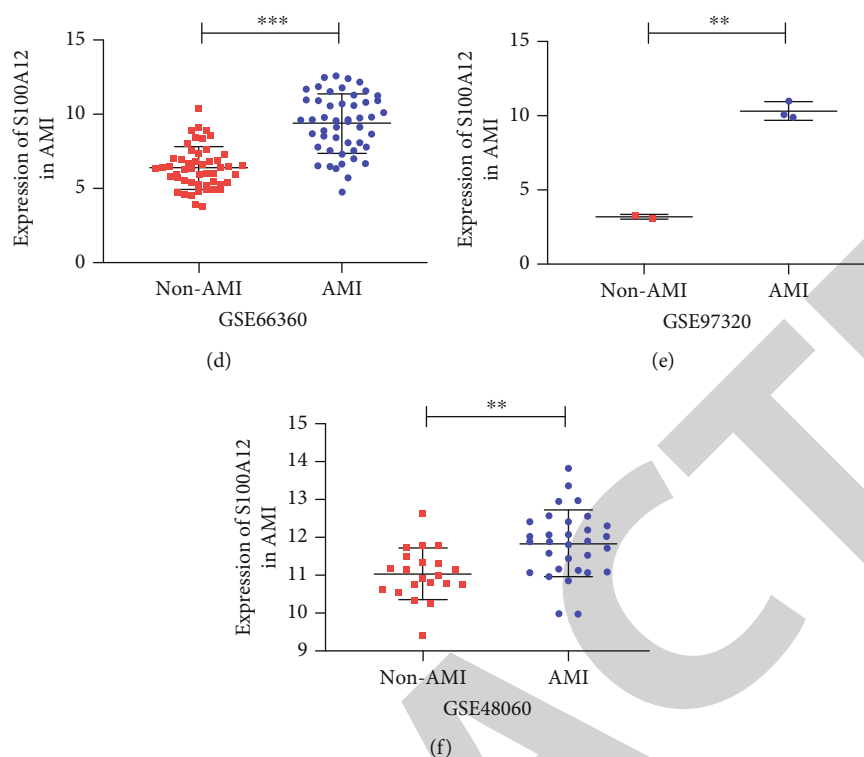 ***
15
10
5
0
Expression of S100A12
in AMI
Non-AMI
AMI
GSE66360
(d)
**
15
10
5
0
Expression of S100A12
in AMI
Non-AMI
AMI
GSE97320
(e)
**
15
14
13
12
11
10
9
Expression of S100A12
in AMI
Non-AMI
AMI
GSE48060
(f)
ACT